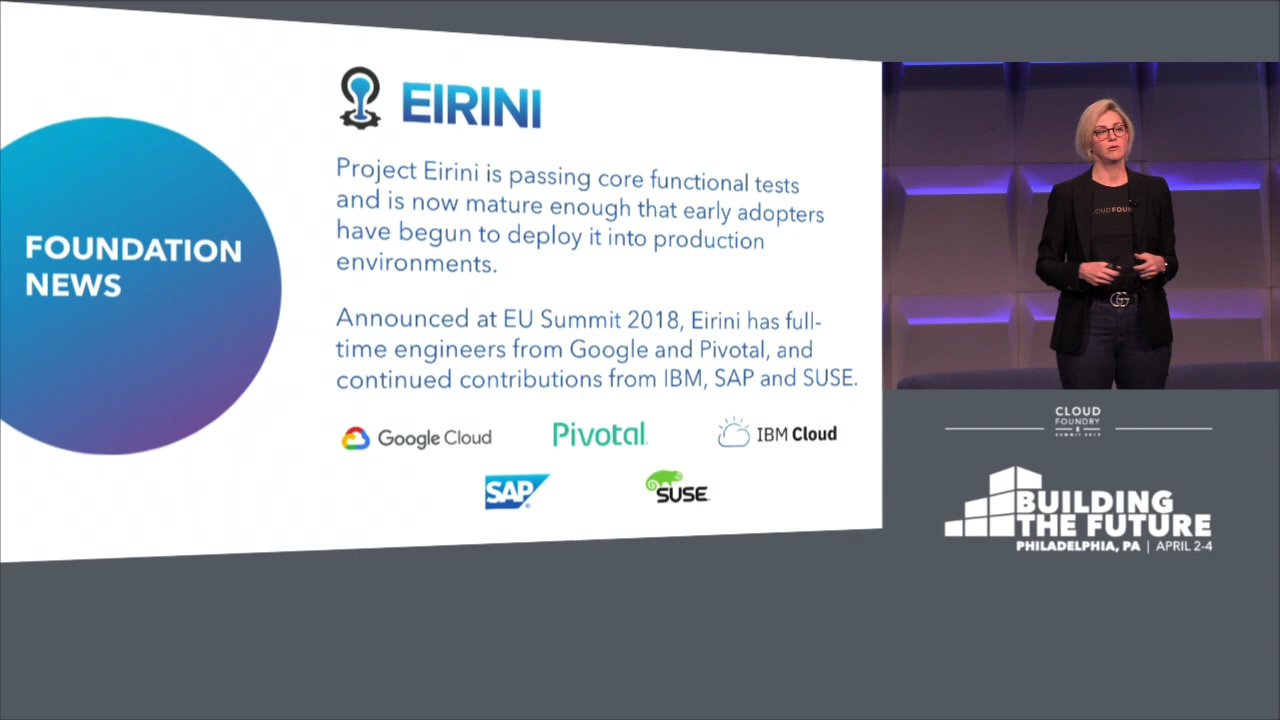 EIRINI
Project Eirini is passing core functional tests
and is now mature enough that early adopters
have begun to deploy it into production
environments.
FOUNDATION
NEWS
Announced at EU Summit 2018, Eirini has full-
time engineers from Google and Pivotal, and
continued contributions from IBM, SAP and SUSE.
Google Cloud
Pivotal
IBM Cloud
SAP
SUSE
CLOUD
FOUNDRY
SUMMIT 2019
BUILDING
THE FUTURE
PHILADELPHIA, PA | APRIL 2-4